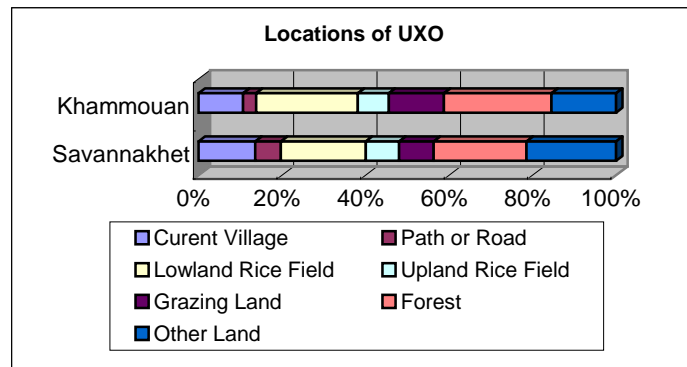 Locations of UXO
Khammouan
Savannakhet
0% 20% 40% 60% 80% 100%
Curent Village Path or Road
Lowland Rice Field Upland Rice Field
Grazing Land Forest
Other Land